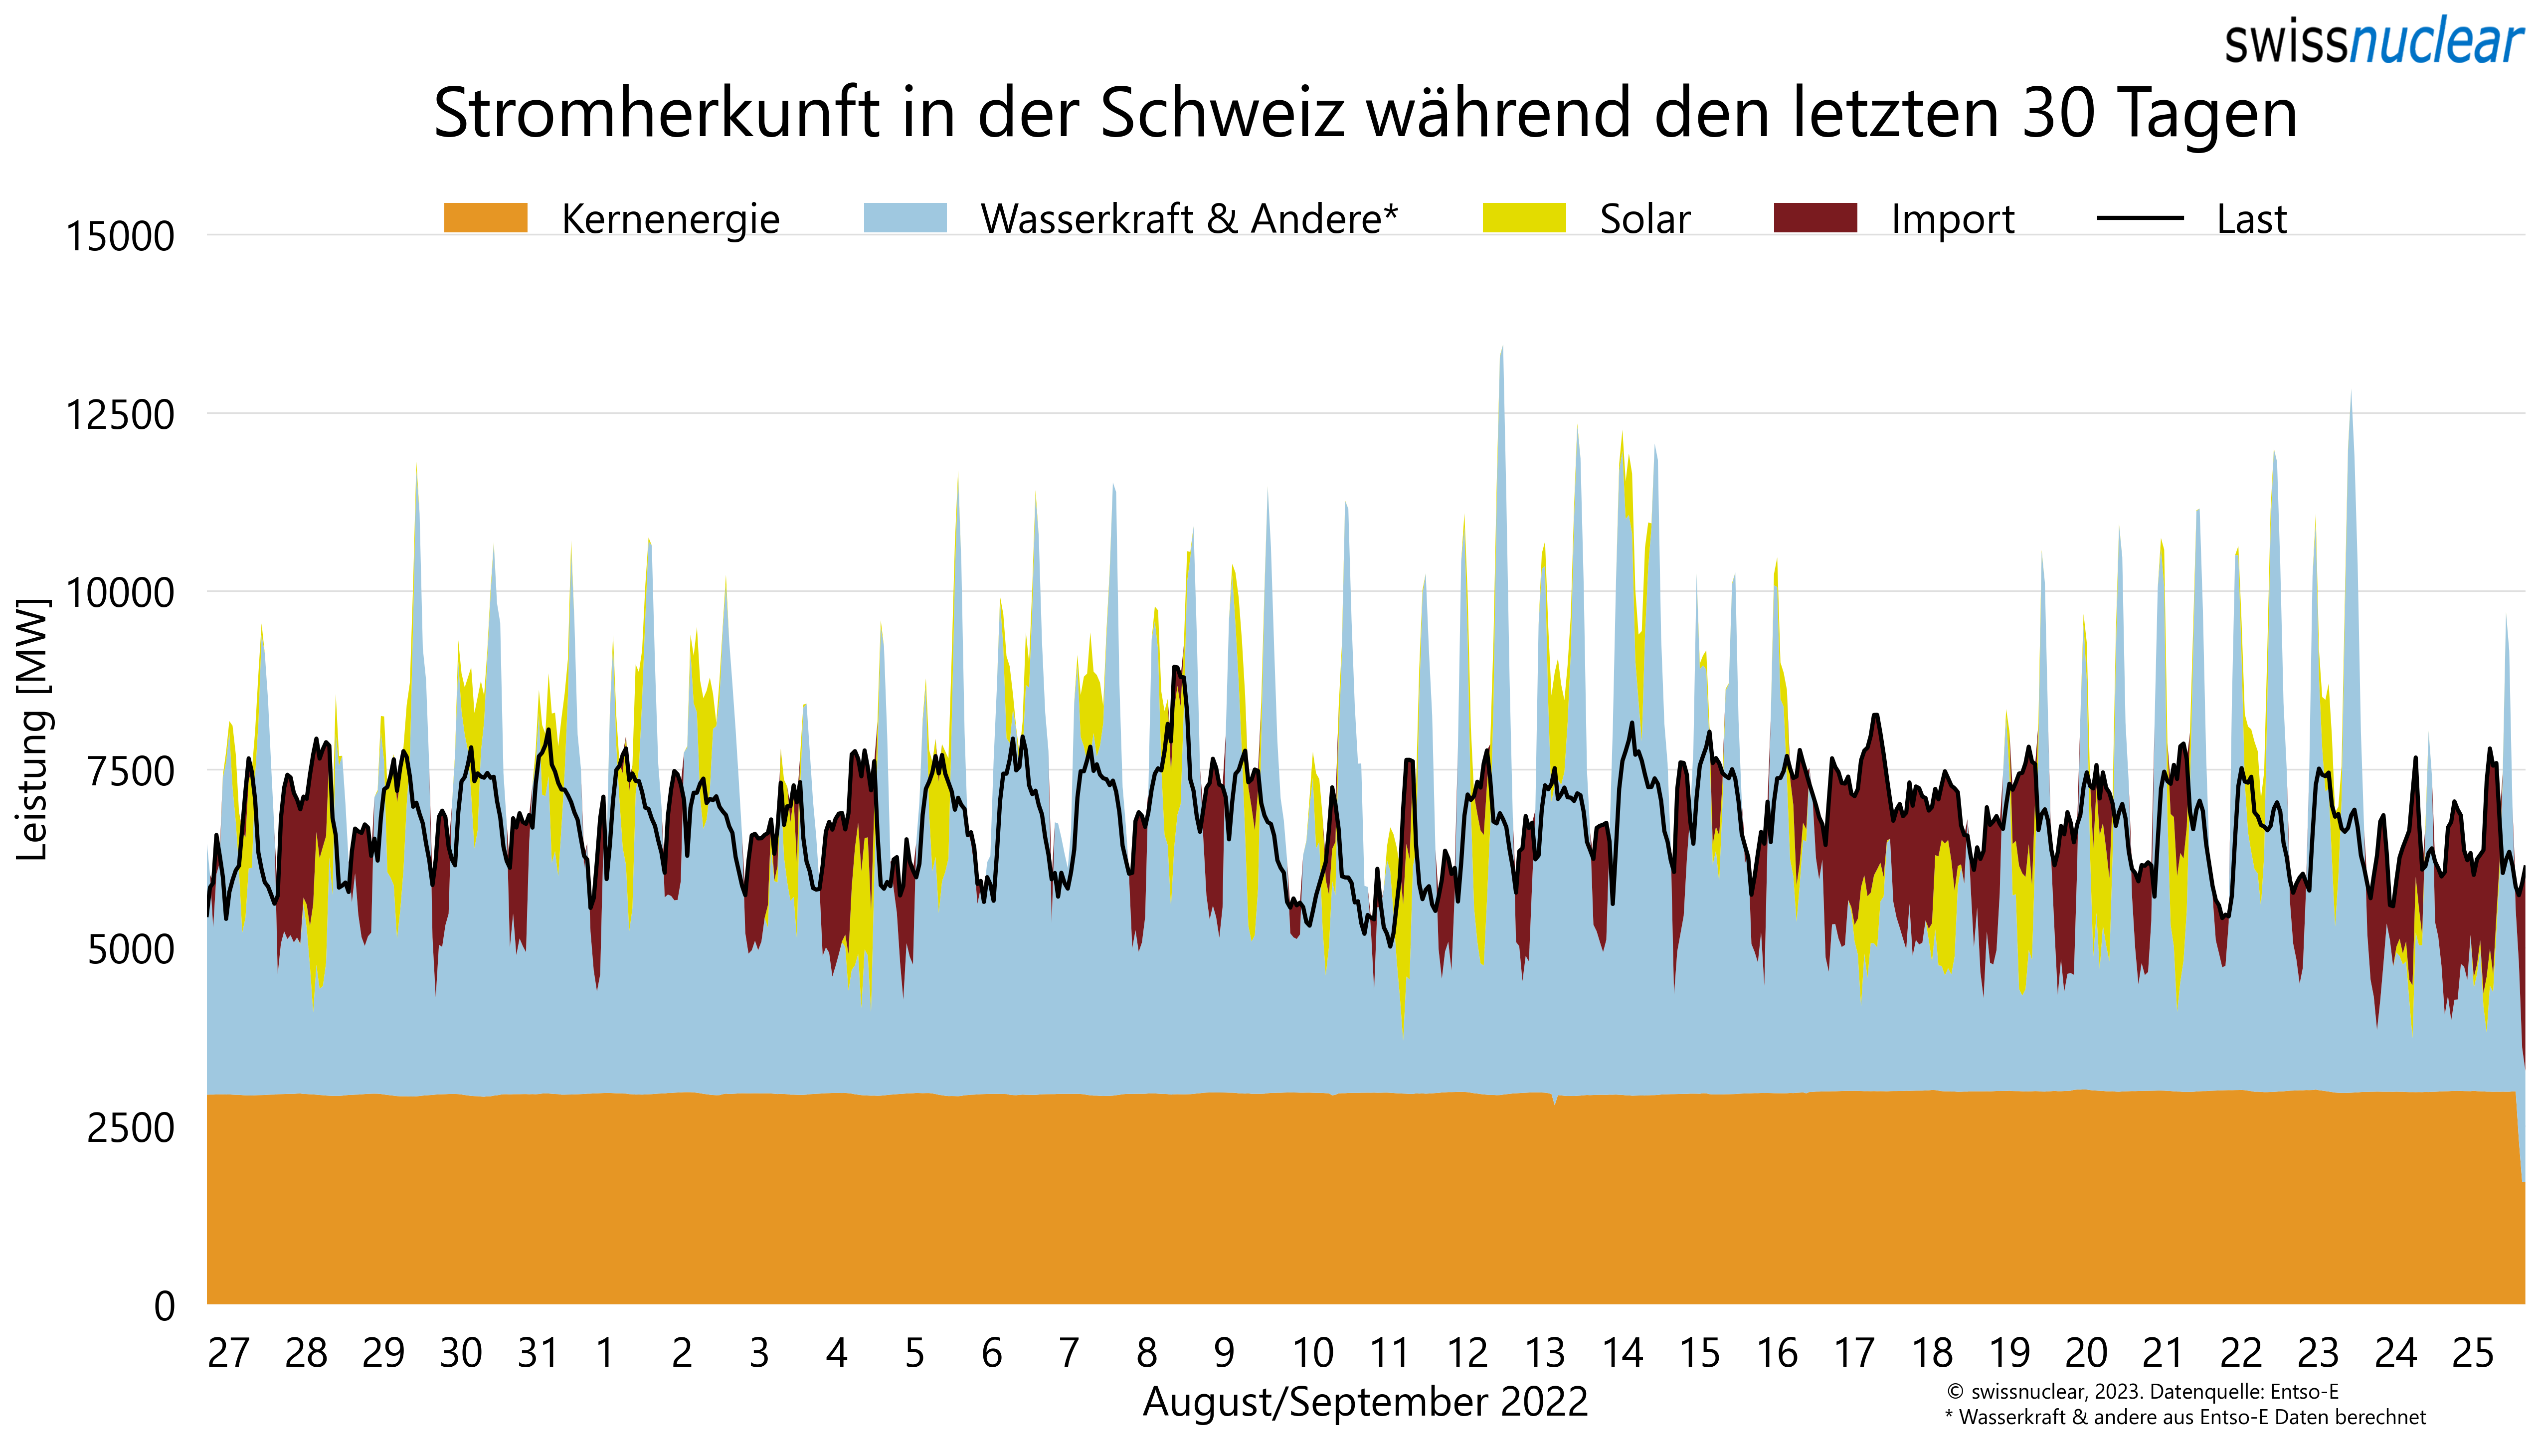 swissnuclear
Stromherkunft in der Schweiz während den letzten 30 Tagen
Kernenergie Wasserkraft & Andere* Solar Import Last
15000
12500
10000
7500
5000
2500
0
Leistung [MW]
27 28 29 30 31 1 2 3 4 5 6 7 8 9 10 11 12 13 14 15 16 17 18 19 20 21 22 23 24 25
August/September 2022
© swissnuclear, 2023. Datenquelle: Entso-E
* Wasserkraft & andere aus Entso-E Daten berechnet